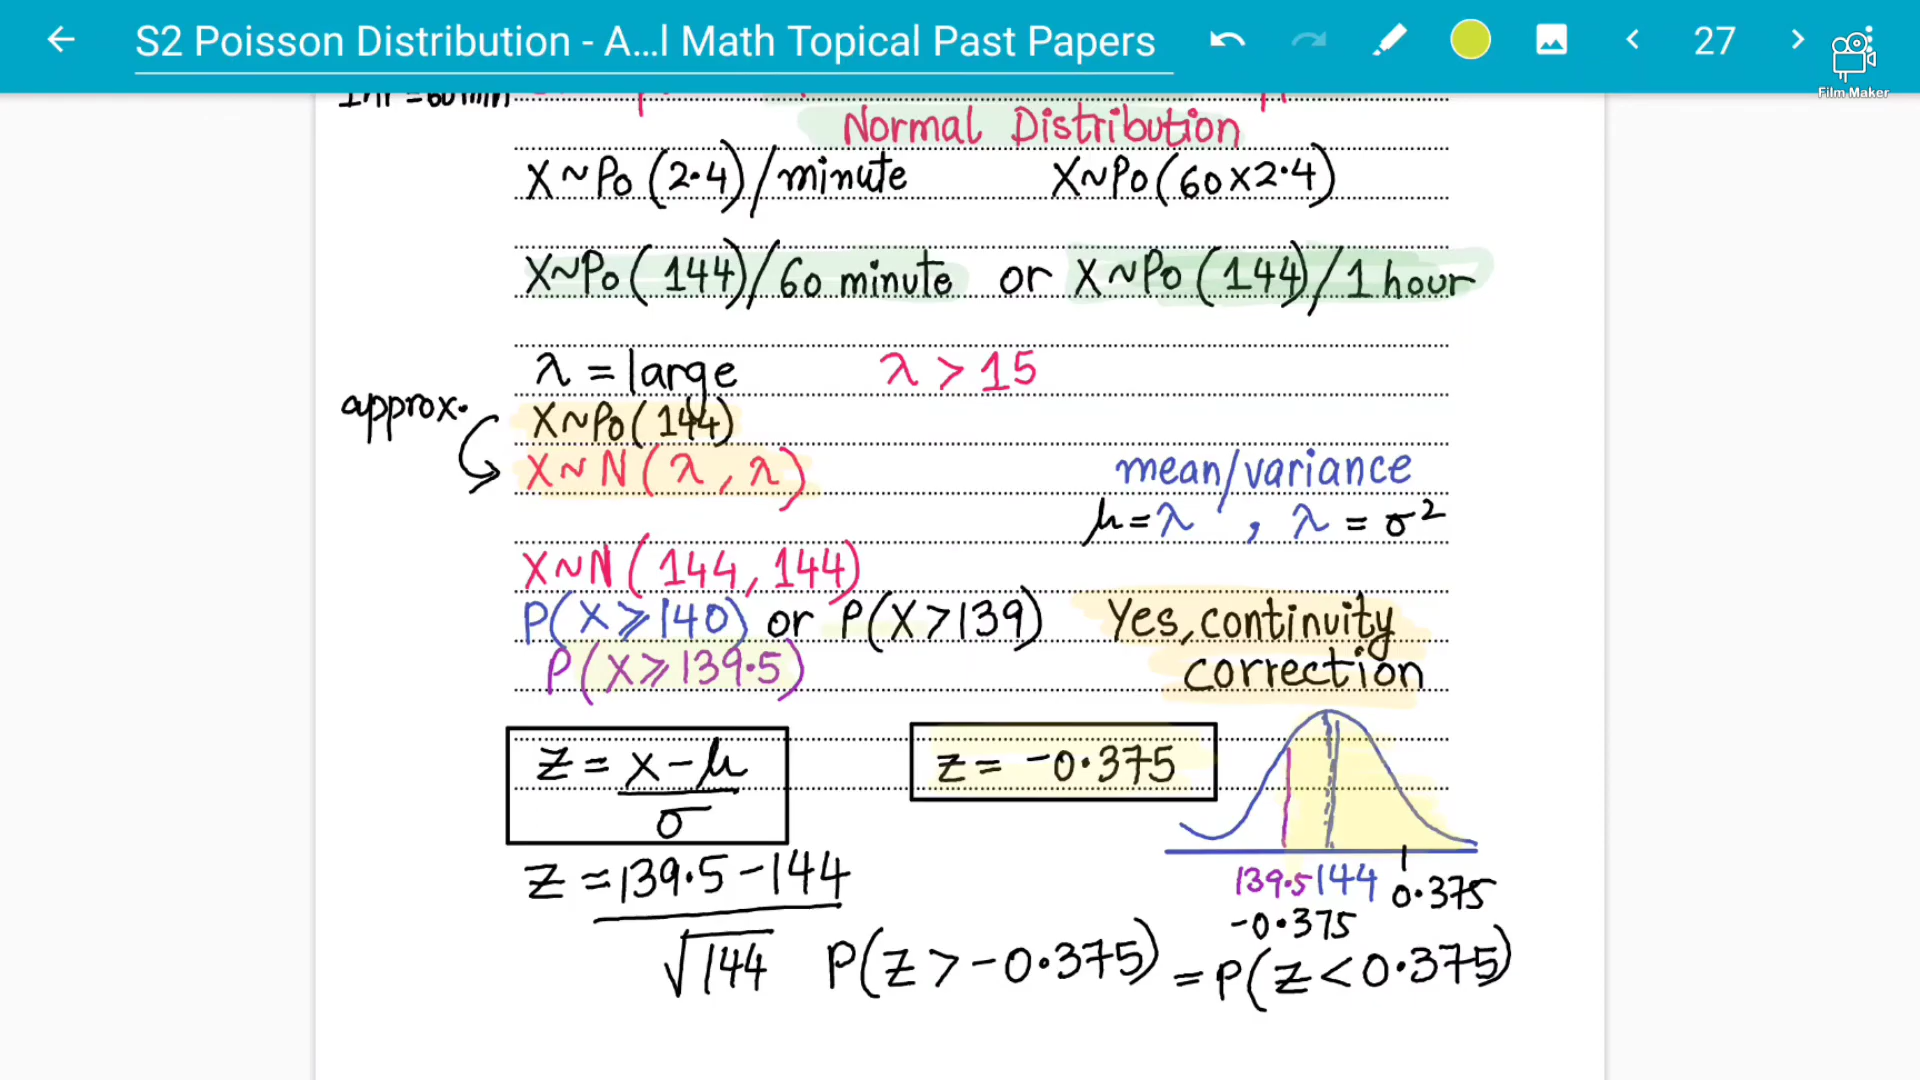 S2 Poisson Distribution - A...l Math Topical Past Papers
27
Film Maker
1hr = 60 min
Normal Distribution
X~Po(2.4)/minute X~Po(60x2.4)
X~Po(144)/60 minute or X~Po(144)/1 hour
λ = large λ > 15
approx.
X~Po(144)
X~N(λ, λ)
mean/variance
μ=λ, λ = σ²
X~N(144, 144)
P(X ⩾ 140) or P(X > 139) Yes, continuity
P(X ⩾ 139.5) correction
Z = x-μ
σ
z = -0.375
139.5 144 0.375
-0.375
Z = 139.5-144
√144 P(Z > -0.375) = P(Z < 0.375)